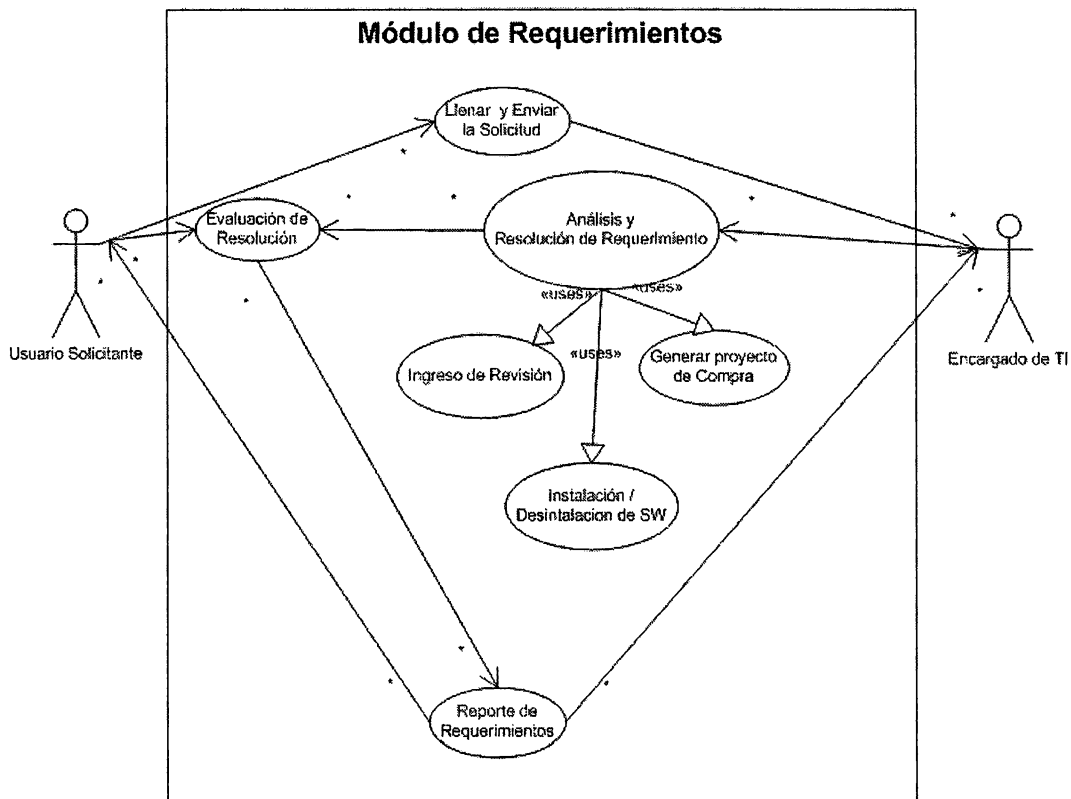 Módulo de Requerimientos
Llenar y Enviar
la Solicitud
Evaluación de
Resolución
Análisis y
Resolución de Requerimiento
Usuario Solicitante
Encargado de TI
«uses»
«uses»
«uses»
Ingreso de Revisión
Generar proyecto
de Compra
Instalación /
Desintalacion de SW
Reporte de
Requerimientos